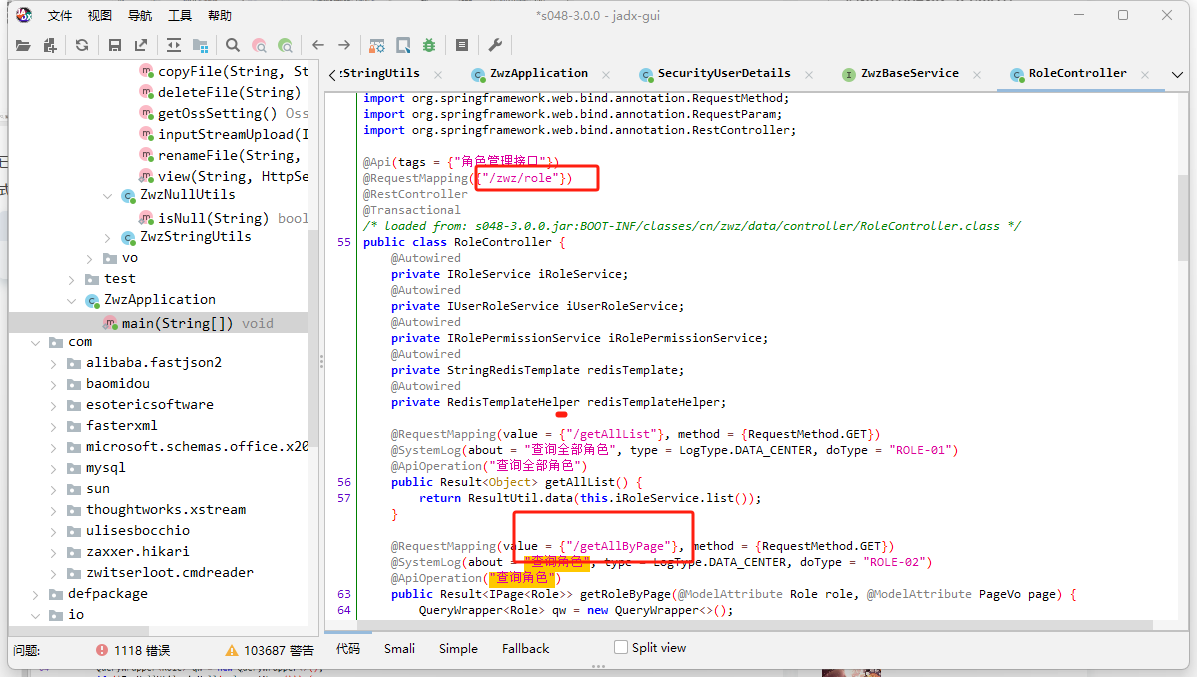 *s048-3.0.0 - jadx-gui
文件 视图 导航 工具 帮助
:StringUtils ZwzApplication SecurityUserDetails ZwzBaseService RoleController
copyFile(String, St
deleteFile(String)
getOssSetting() Oss
inputStreamUpload(I
renameFile(String,
view(String, HttpSe
ZwzNullUtils
isNull(String) bool
ZwzStringUtils
vo
test
ZwzApplication
main(String[]) void
com
alibaba.fastjson2
baomidou
esotericsoftware
fasterxml
microsoft.schemas.office.x20
mysql
sun
thoughtworks.xstream
ulisesbocchio
zaxxer.hikari
zwitserloot.cmdreader
defpackage
io
import org.springframework.web.bind.annotation.RequestMethod;
import org.springframework.web.bind.annotation.RequestParam;
import org.springframework.web.bind.annotation.RestController;
@Api(tags = {"角色管理接口"})
@RequestMapping({"/zwz/role"})
@RestController
@Transactional
/* loaded from: s048-3.0.0.jar:BOOT-INF/classes/cn/zwz/data/controller/RoleController.class */
55 public class RoleController {
@Autowired
private IRoleService iRoleService;
@Autowired
private IUserRoleService iUserRoleService;
@Autowired
private IRolePermissionService iRolePermissionService;
@Autowired
private StringRedisTemplate redisTemplate;
@Autowired
private RedisTemplateHelper redisTemplateHelper;
@RequestMapping(value = {"/getAllList"}, method = {RequestMethod.GET})
@SystemLog(about = "查询全部角色", type = LogType.DATA_CENTER, doType = "ROLE-01")
@ApiOperation("查询全部角色")
56 public Result<Object> getAllList() {
57 return ResultUtil.data(this.iRoleService.list());
}
@RequestMapping(value = {"/getAllByPage"}, method = {RequestMethod.GET})
@SystemLog(about = "查询角色", type = LogType.DATA_CENTER, doType = "ROLE-02")
@ApiOperation("查询角色")
63 public Result<IPage<Role>> getRoleByPage(@ModelAttribute Role role, @ModelAttribute PageVo page) {
64 QueryWrapper<Role> qw = new QueryWrapper<>();
问题: 1118 错误 103687 警告 代码 Smali Simple Fallback Split view